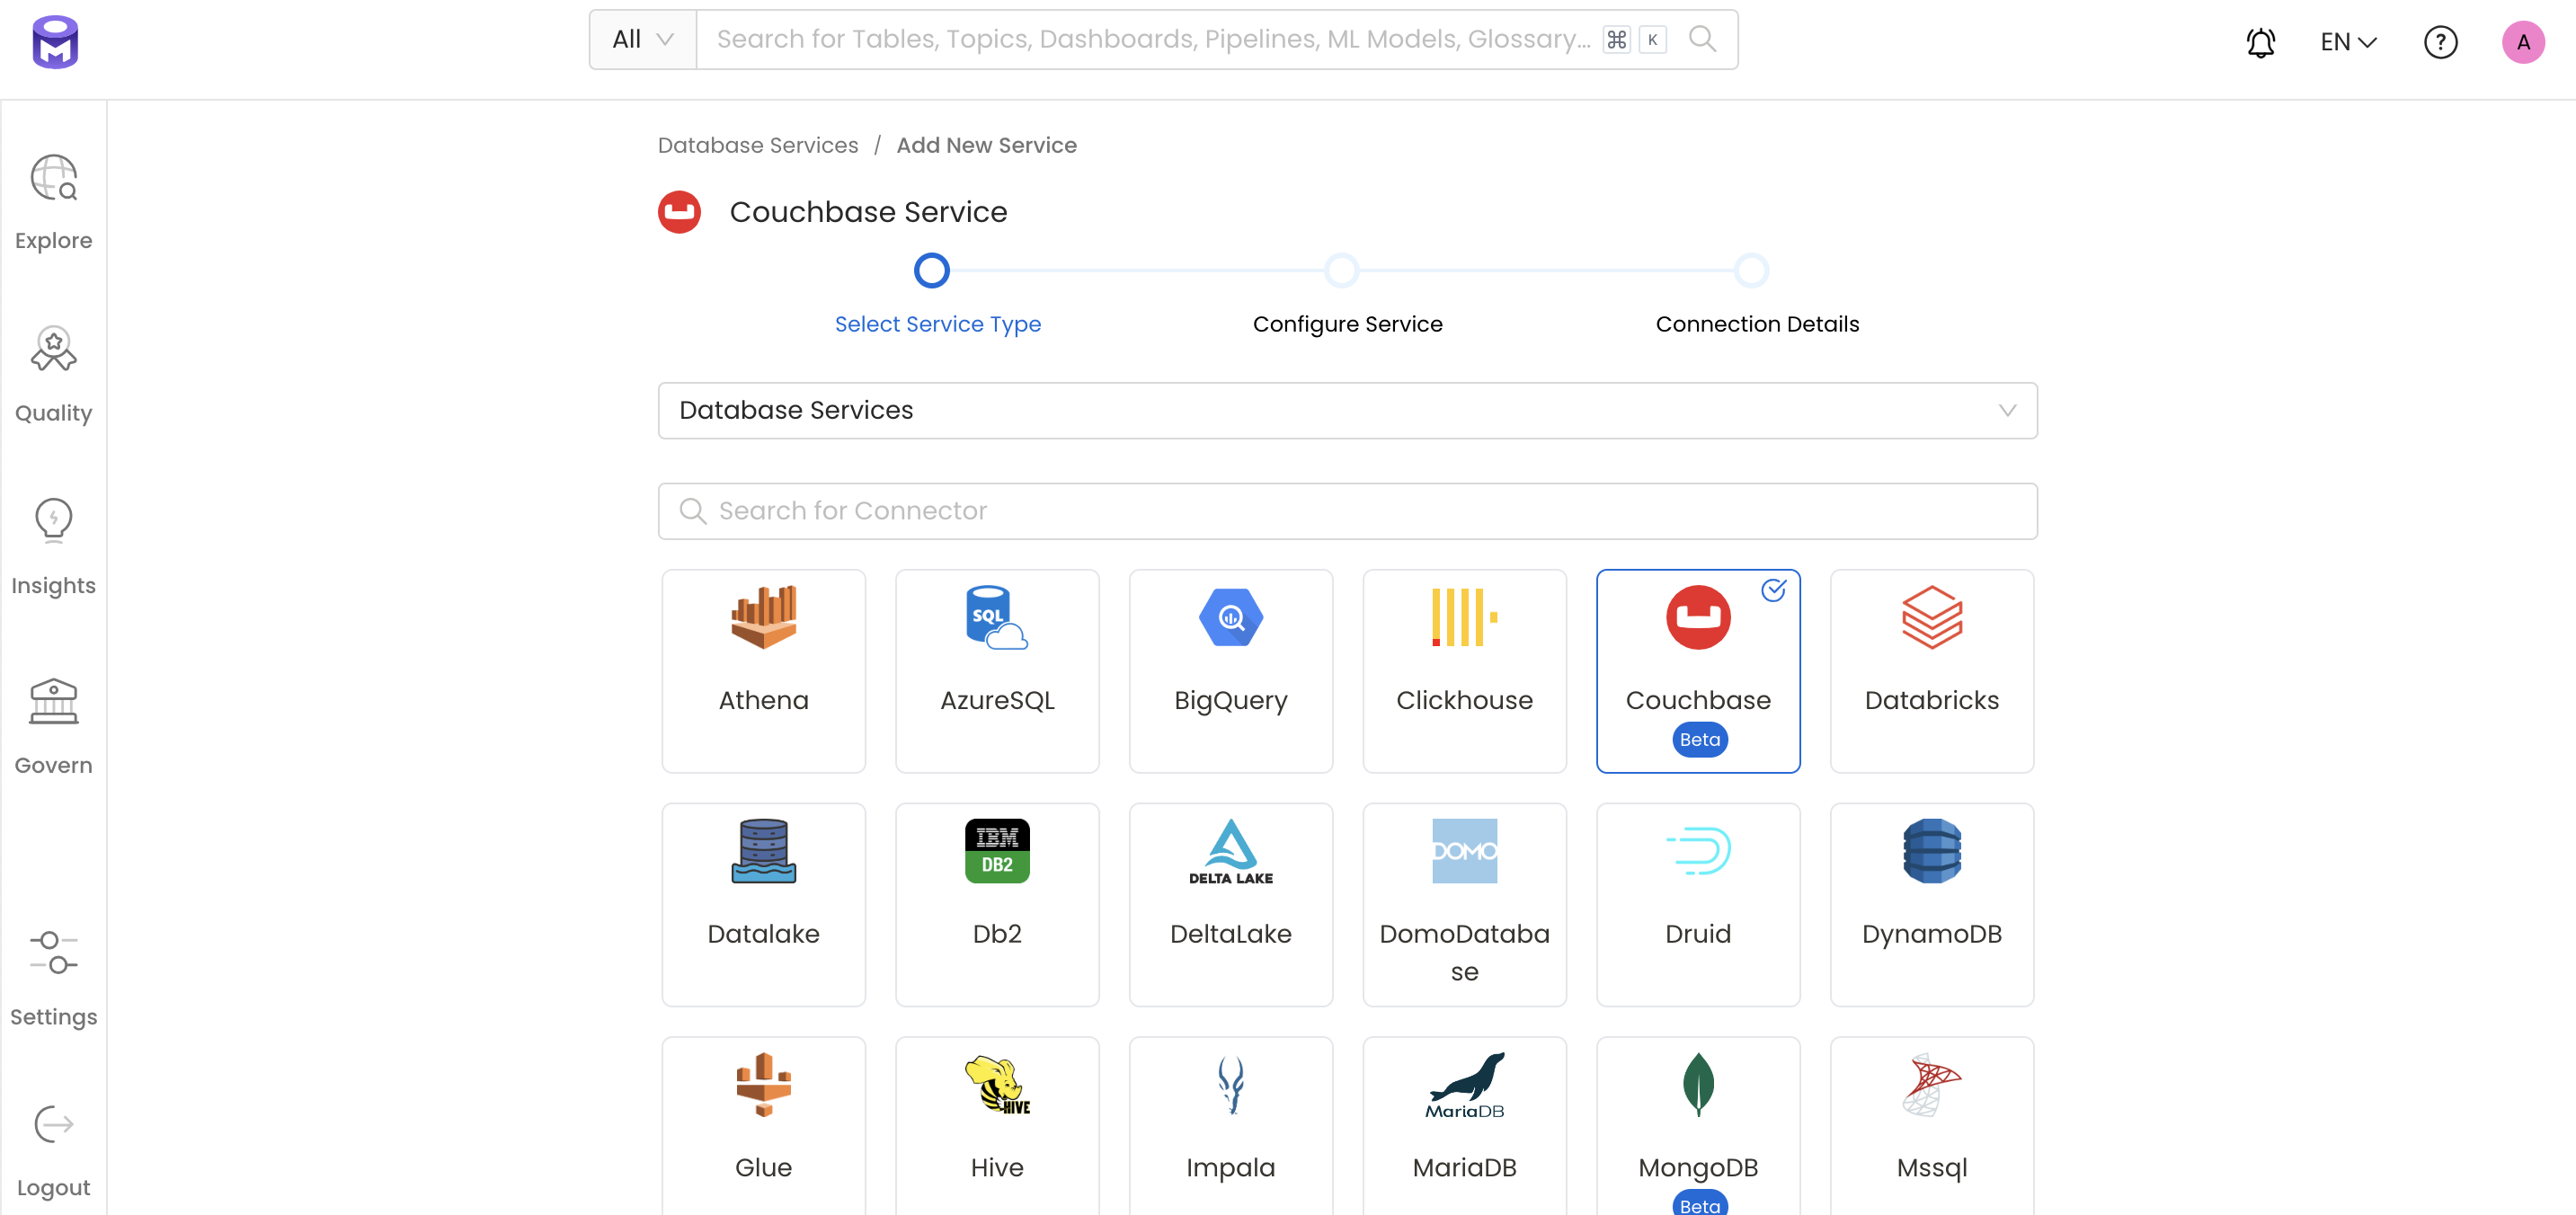 All
Search for Tables, Topics, Dashboards, Pipelines, ML Models, Glossary...
⌘ K
EN
?
A
Explore
Quality
Insights
Govern
Settings
Logout
Database Services / Add New Service
Couchbase Service
Select Service Type
Configure Service
Connection Details
Database Services
Search for Connector
Athena
SQL
AzureSQL
BigQuery
Clickhouse
Couchbase
Beta
Databricks
Datalake
IBM
DB2
Db2
DELTA LAKE
DeltaLake
DOMO
DomoDataba
se
Druid
DynamoDB
Glue
HIVE
Hive
Impala
MariaDB
MariaDB
MongoDB
Beta
Mssql